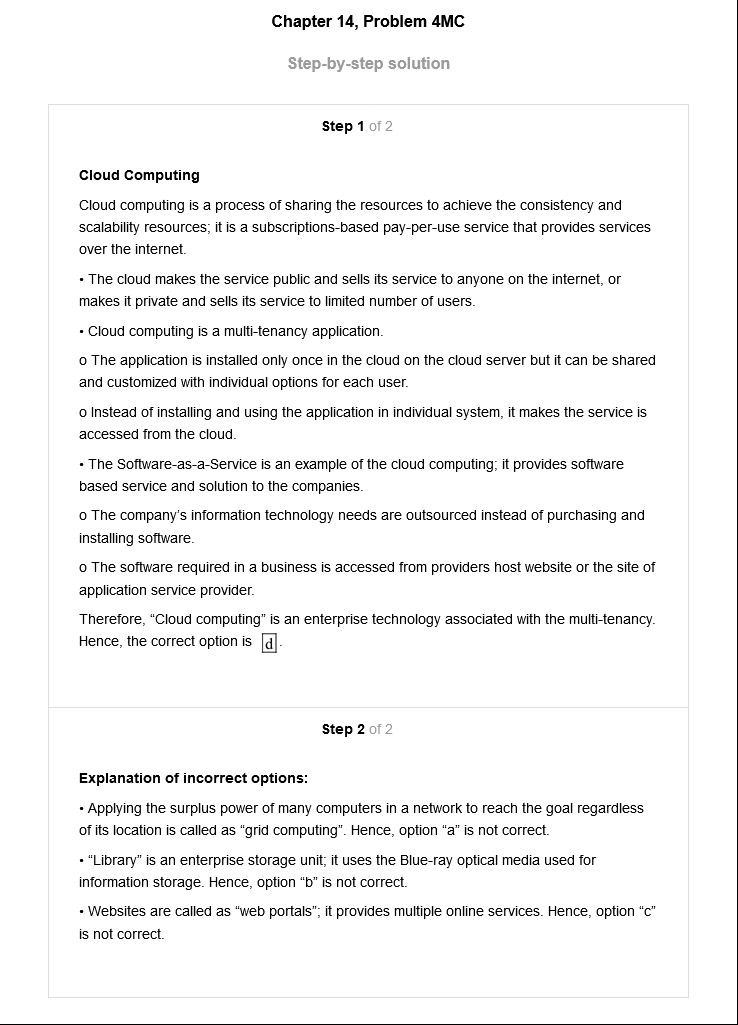 Chapter 14, Problem 4MC
Step-by-step solution
Step 1 of 2
Cloud Computing
Cloud computing is a process of sharing the resources to achieve the consistency and
scalability resources; it is a subscriptions-based pay-per-use service that provides services
over the internet.
• The cloud makes the service public and sells its service to anyone on the internet, or
makes it private and sells its service to limited number of users.
• Cloud computing is a multi-tenancy application.
o The application is installed only once in the cloud on the cloud server but it can be shared
and customized with individual options for each user.
o Instead of installing and using the application in individual system, it makes the service is
accessed from the cloud.
• The Software-as-a-Service is an example of the cloud computing; it provides software
based service and solution to the companies.
o The company's information technology needs are outsourced instead of purchasing and
installing software.
o The software required in a business is accessed from providers host website or the site of
application service provider.
Therefore, “Cloud computing” is an enterprise technology associated with the multi-tenancy.
Hence, the correct option is d.
Step 2 of 2
Explanation of incorrect options:
• Applying the surplus power of many computers in a network to reach the goal regardless
of its location is called as “grid computing”. Hence, option “a” is not correct.
• “Library” is an enterprise storage unit; it uses the Blue-ray optical media used for
information storage. Hence, option “b” is not correct.
• Websites are called as “web portals”; it provides multiple online services. Hence, option “c”
is not correct.